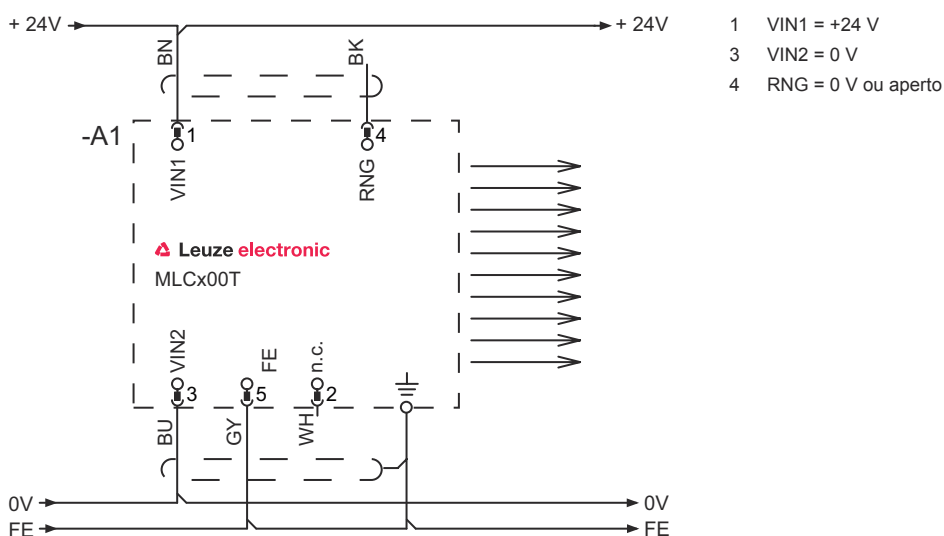 + 24V
+ 24V
BN
BK
-A1
1
4
VIN1
RNG
Leuze electronic
MLCx00T
VIN2
FE
n.c.
3
5
2
BU
GY
WH
0V
0V
FE
FE
1 VIN1 = +24 V
3 VIN2 = 0 V
4 RNG = 0 V ou aperto